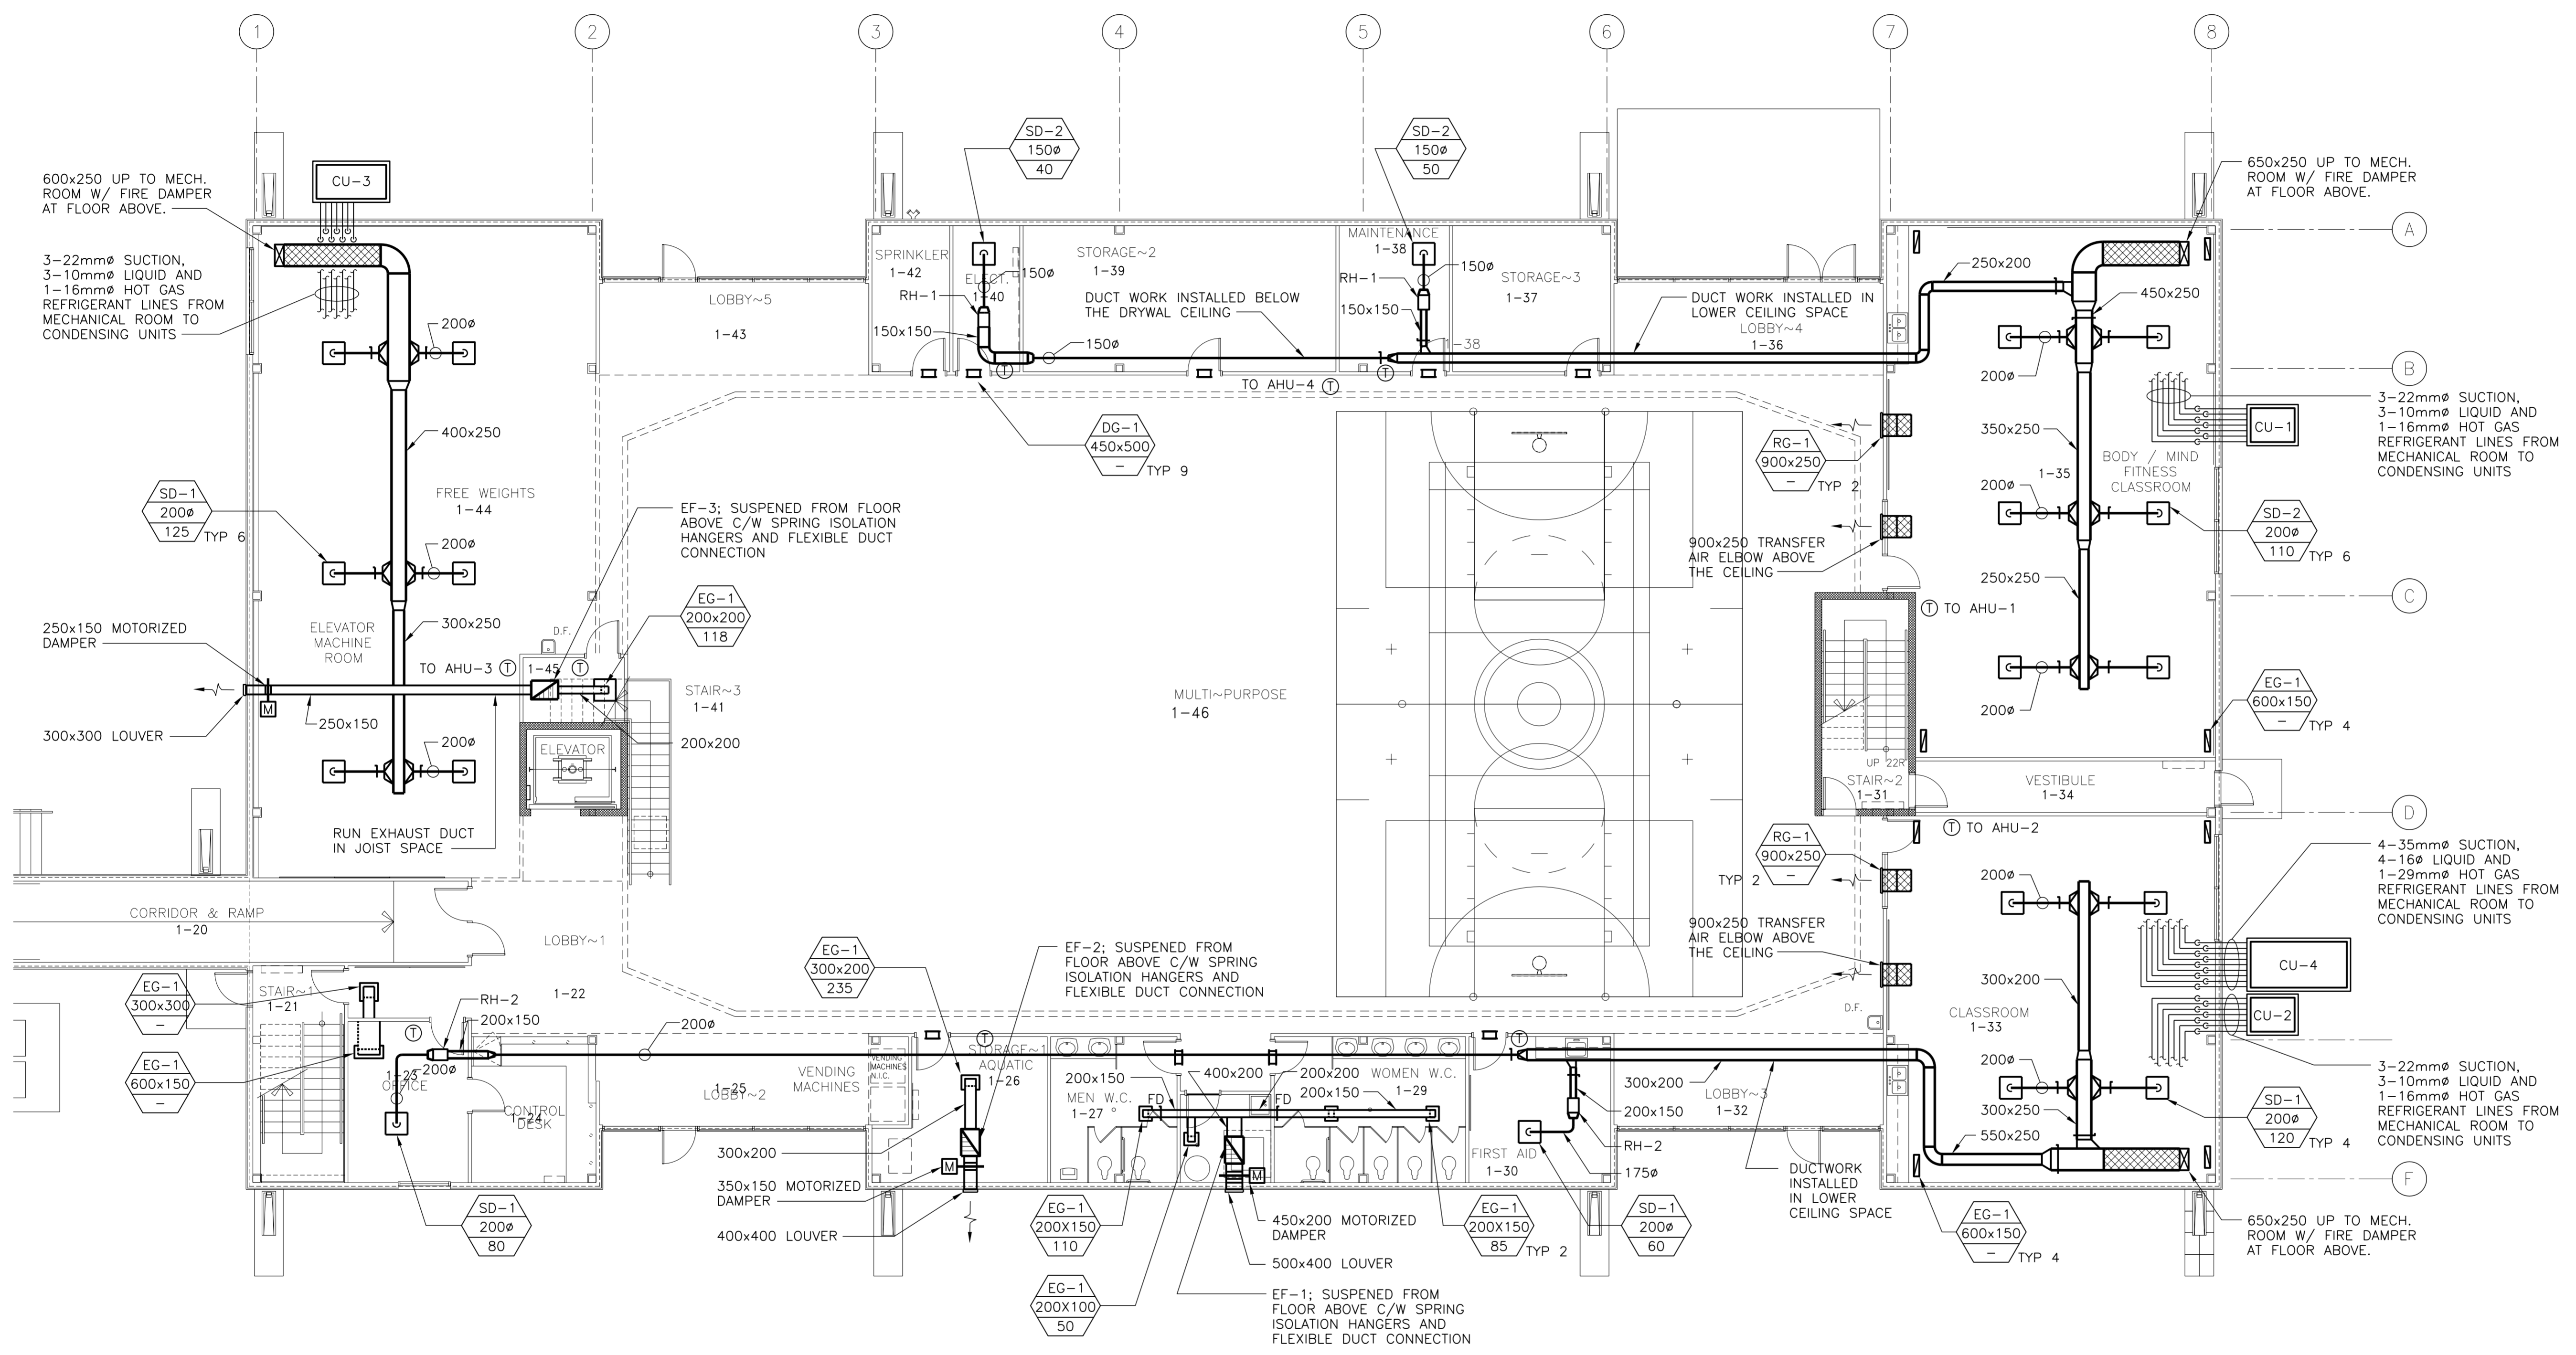 1
2
3
4
5
6
7
8
A
B
C
D
F
600x250 UP TO MECH.
ROOM W/ FIRE DAMPER
AT FLOOR ABOVE.
CU-3
3-22mmø SUCTION,
3-10mmø LIQUID AND
1-16mmø HOT GAS
REFRIGERANT LINES FROM
MECHANICAL ROOM TO
CONDENSING UNITS
200ø
400x250
FREE WEIGHTS
1-44
SD-1
200ø
125
TYP 6
200ø
300x250
250x150 MOTORIZED
DAMPER
ELEVATOR
MACHINE
ROOM
TO AHU-3
T
1-45
T
D.F.
M
250x150
300x300 LOUVER
200ø
RUN EXHAUST DUCT
IN JOIST SPACE
ELEVATOR
EF-3; SUSPENED FROM FLOOR
ABOVE C/W SPRING ISOLATION
HANGERS AND FLEXIBLE DUCT
CONNECTION
EG-1
200x200
118
STAIR~3
1-41
200x200
LOBBY~5
1-43
SPRINKLER
1-42
ELECT.
1-40
SD-2
150ø
40
150ø
RH-1
150x150
150ø
T
STORAGE~2
1-39
DUCT WORK INSTALLED BELOW
THE DRYWAL CEILING
SD-2
150ø
50
MAINTENANCE
1-38
150ø
RH-1
150x150
1-38
T
STORAGE~3
1-37
DUCT WORK INSTALLED IN
LOWER CEILING SPACE
LOBBY~4
1-36
TO AHU-4
T
DG-1
450x500
-
TYP 9
MULTI~PURPOSE
1-46
250x200
650x250 UP TO MECH.
ROOM W/ FIRE DAMPER
AT FLOOR ABOVE.
450x250
200ø
RG-1
900x250
-
TYP 2
350x250
BODY / MIND
FITNESS
CLASSROOM
1-35
CU-1
3-22mmø SUCTION,
3-10mmø LIQUID AND
1-16mmø HOT GAS
REFRIGERANT LINES FROM
MECHANICAL ROOM TO
CONDENSING UNITS
200ø
SD-2
200ø
110
TYP 6
900x250 TRANSFER
AIR ELBOW ABOVE
THE CEILING
250x250
T
TO AHU-1
200ø
EG-1
600x150
-
TYP 4
UP 22R
STAIR~2
1-31
VESTIBULE
1-34
T
TO AHU-2
RG-1
900x250
-
TYP 2
200ø
4-35mmø SUCTION,
4-16ø LIQUID AND
1-29mmø HOT GAS
REFRIGERANT LINES FROM
MECHANICAL ROOM TO
CONDENSING UNITS
900x250 TRANSFER
AIR ELBOW ABOVE
THE CEILING
300x200
CU-4
CU-2
D.F.
CLASSROOM
1-33
200ø
3-22mmø SUCTION,
3-10mmø LIQUID AND
1-16mmø HOT GAS
REFRIGERANT LINES FROM
MECHANICAL ROOM TO
CONDENSING UNITS
300x250
550x250
SD-1
200ø
120
TYP 4
EG-1
600x150
-
TYP 4
650x250 UP TO MECH.
ROOM W/ FIRE DAMPER
AT FLOOR ABOVE.
CORRIDOR & RAMP
1-20
LOBBY~1
1-22
EG-1
300x300
-
STAIR~1
1-21
EG-1
600x150
-
T
RH-2
200x150
200ø
1-23
OFFICE
200ø
CONTROL
DESK
1-24
SD-1
200ø
80
1-25
LOBBY~2
VENDING
MACHINES
VENDING
MACHINES
N.I.C.
EG-1
300x200
235
EF-2; SUSPENED FROM
FLOOR ABOVE C/W SPRING
ISOLATION HANGERS AND
FLEXIBLE DUCT CONNECTION
T
STORAGE~1
AQUATIC
1-26
300x200
M
350x150 MOTORIZED
DAMPER
400x400 LOUVER
200x150
MEN W.C.
1-27
FD
400x200
FD
200x200
200x150
WOMEN W.C.
1-29
T
M
EG-1
200X150
110
EG-1
200X100
50
450x200 MOTORIZED
DAMPER
500x400 LOUVER
EF-1; SUSPENED FROM
FLOOR ABOVE C/W SPRING
ISOLATION HANGERS AND
FLEXIBLE DUCT CONNECTION
EG-1
200X150
85
TYP 2
FIRST AID
1-30
SD-1
200ø
60
200x150
RH-2
175ø
300x200
LOBBY~3
1-32
DUCTWORK
INSTALLED
IN LOWER
CEILING SPACE